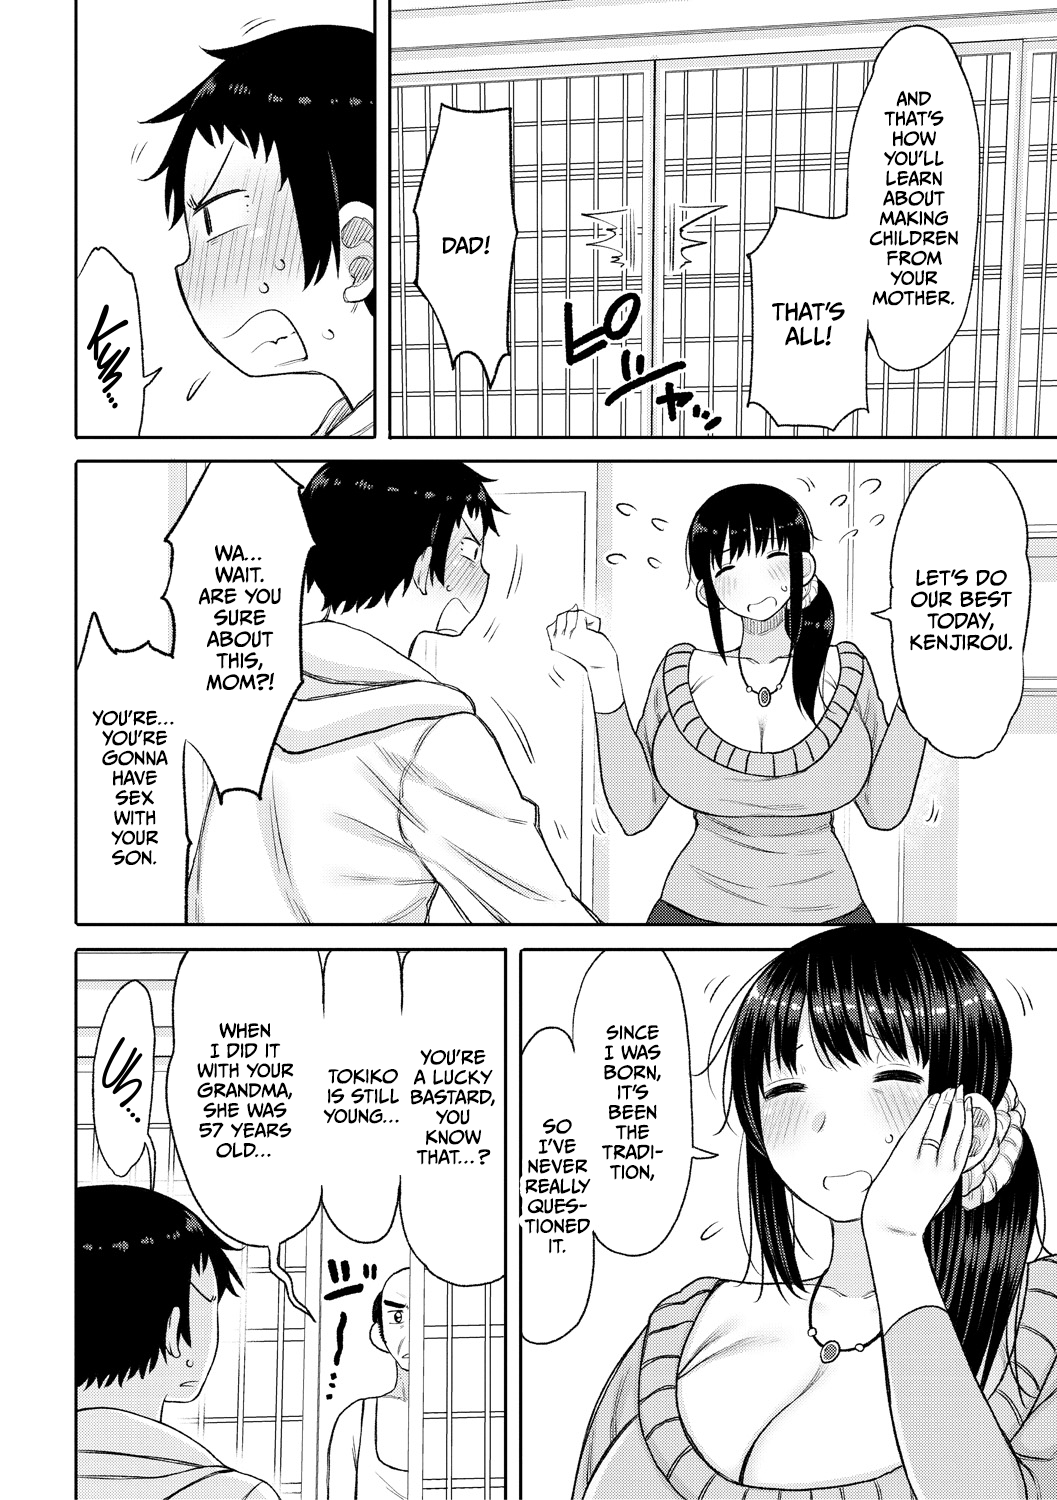 AND
THAT'S
HOW
YOU'LL
LEARN
ABOUT
MAKING
CHILDREN
FROM
YOUR
MOTHER.
THAT'S
ALL!
ピシャッ
DAD!
LET'S DO
OUR BEST
TODAY,
KENJIROU.
WA...
WAIT.
ARE YOU
SURE
ABOUT
THIS,
MOM?!
YOU'RE...
YOU'RE
GONNA
HAVE
SEX
WITH
YOUR
SON.
SINCE
I WAS
BORN,
IT'S
BEEN
THE
TRADI-
TION,
SO
I'VE
NEVER
REALLY
QUES-
TIONED
IT.
YOU'RE
A LUCKY
BASTARD,
YOU
KNOW
THAT...?
TOKIKO
IS STILL
YOUNG...
WHEN
I DID IT
WITH YOUR
GRANDMA,
SHE WAS
57 YEARS
OLD...